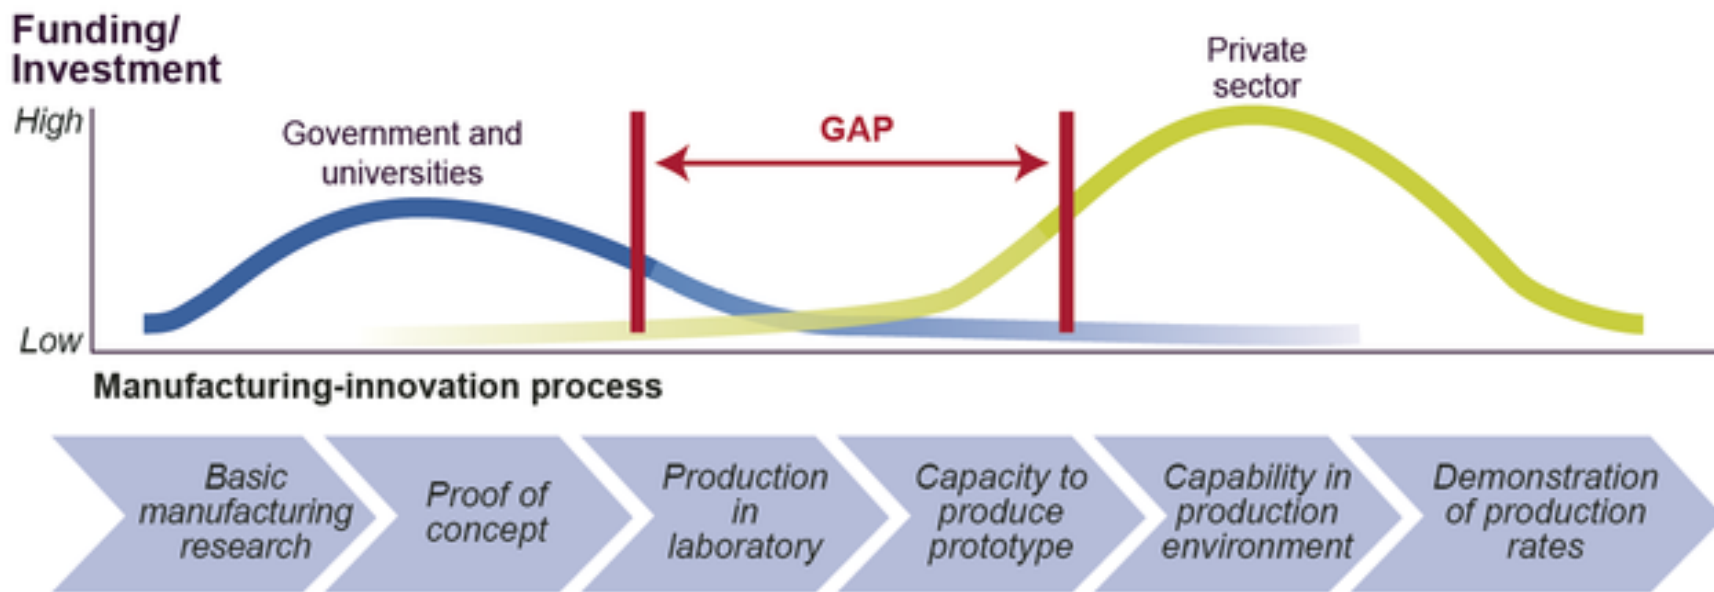 Funding/
Investment
High
Low
Government and
universities
GAP
Private
sector
Manufacturing-innovation process
Basic
manufacturing
research
Proof of
concept
Production
in
laboratory
Capacity to
produce
prototype
Capability in
production
environment
Demonstration
of production
rates